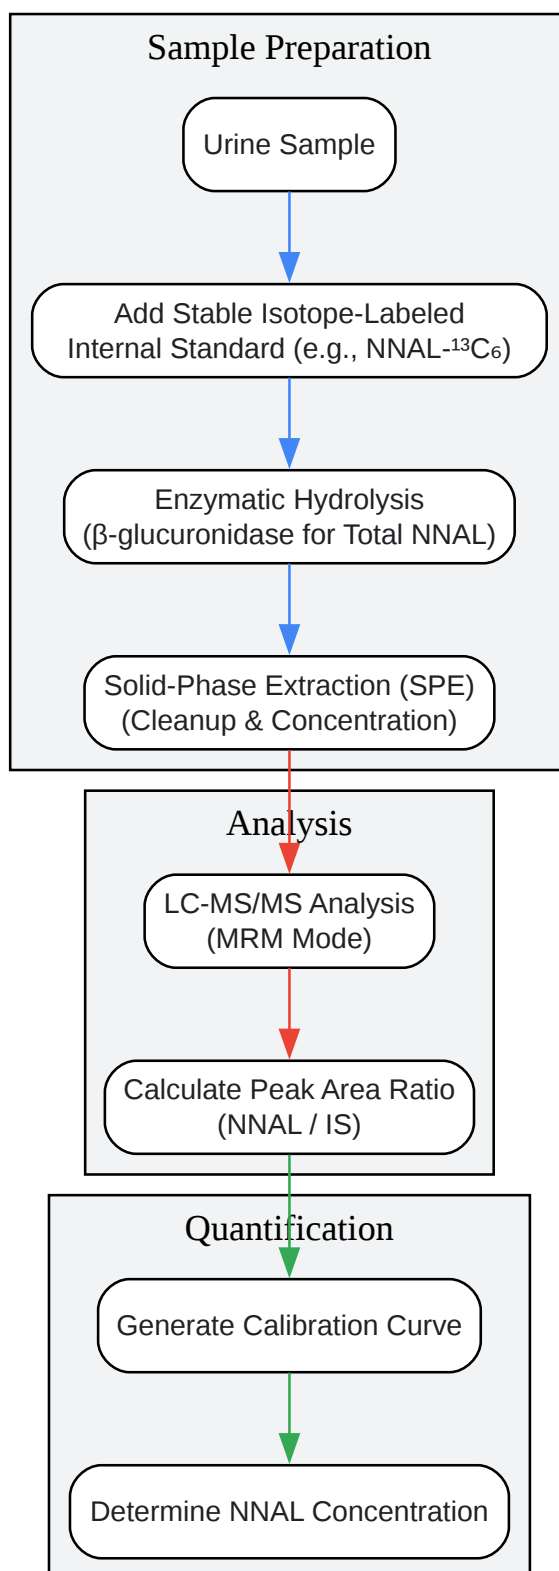 Sample Preparation
Urine Sample
Add Stable Isotope-Labeled
Internal Standard (e.g., NNAL-¹³C₆)
Enzymatic Hydrolysis
(β-glucuronidase for Total NNAL)
Solid-Phase Extraction (SPE)
(Cleanup & Concentration)
Analysis
LC-MS/MS Analysis
(MRM Mode)
Calculate Peak Area Ratio
(NNAL / IS)
Quantification
Generate Calibration Curve
Determine NNAL Concentration